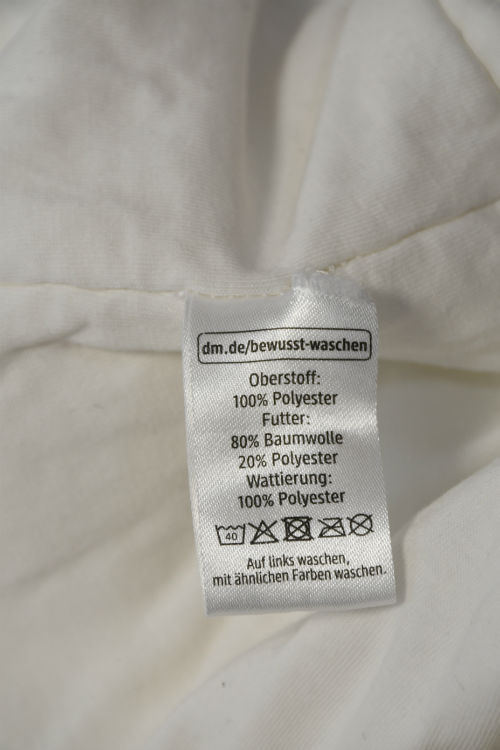 dm.de/bewusst-waschen
Oberstoff:
100% Polyester
Futter:
80% Baumwolle
20% Polyester
Wattierung:
100% Polyester
40
Auf links waschen,
mit ähnlichen Farben waschen.